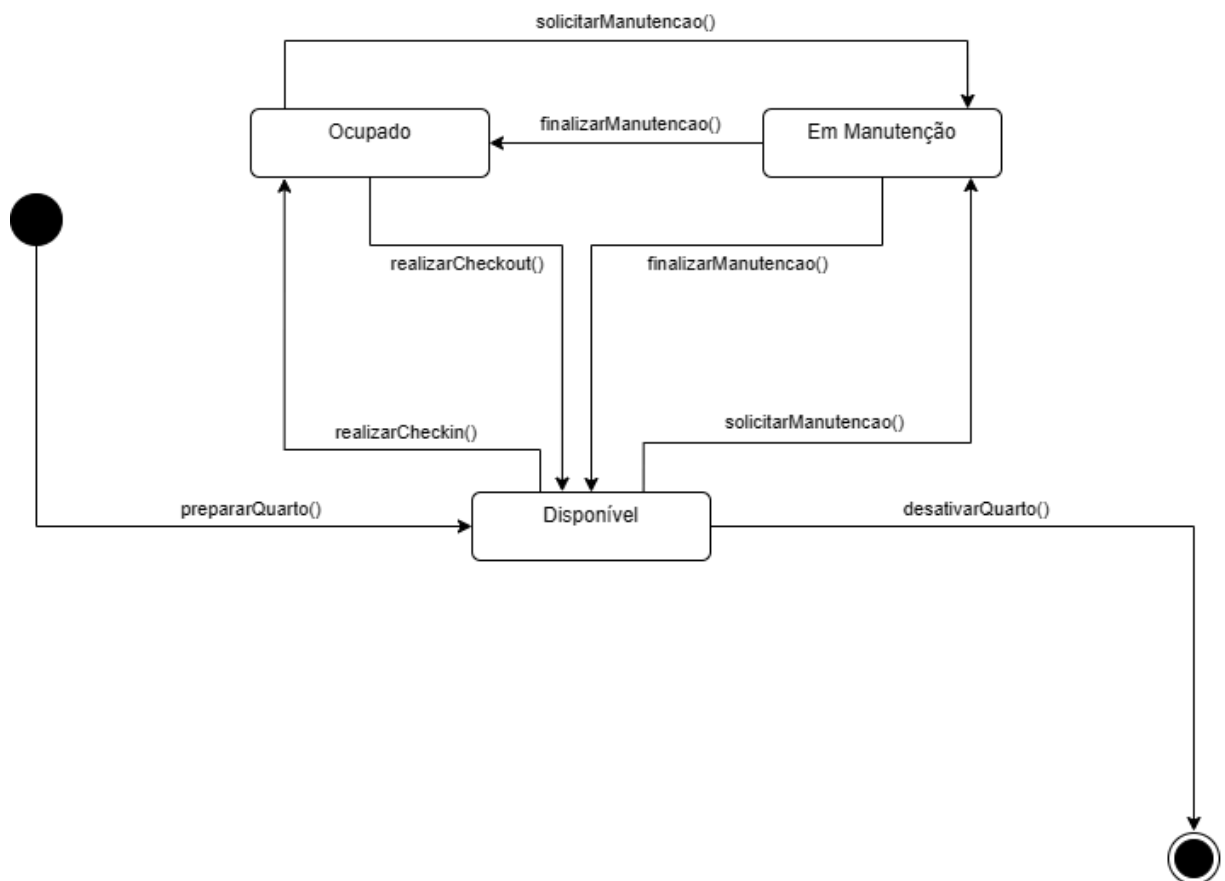 solicitarManutencao()
Ocupado
finalizarManutencao()
Em Manutenção
realizarCheckout()
finalizarManutencao()
realizarCheckin()
solicitarManutencao()
prepararQuarto()
Disponível
desativarQuarto()